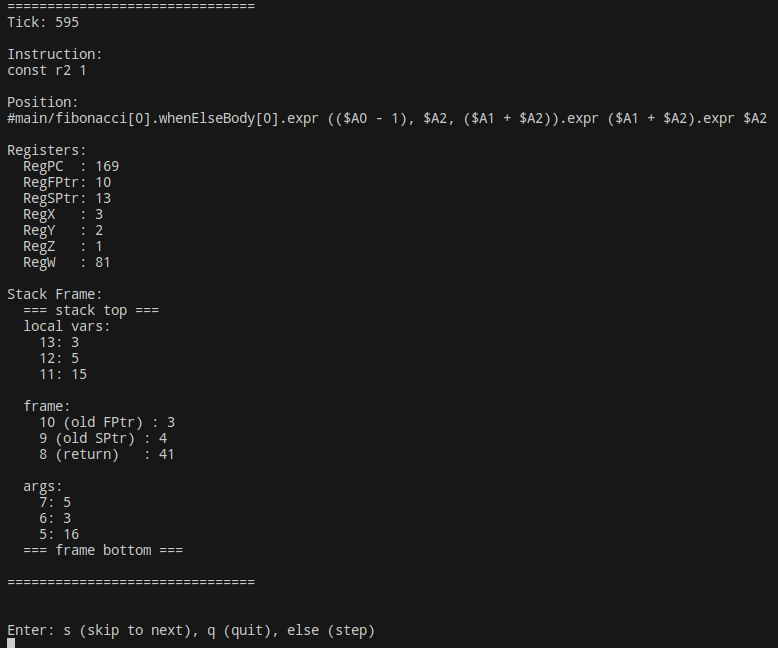 ===============================
Tick: 595
Instruction:
const r2 1
Position:
#main/fibonacci[0].whenElseBody[0].expr (($A0 - 1), $A2, ($A1 + $A2)).expr ($A1 + $A2).expr $A2
Registers:
RegPC  : 169
RegFPtr: 10
RegSPtr: 13
RegX   : 3
RegY   : 2
RegZ   : 1
RegW   : 81
Stack Frame:
=== stack top ===
local vars:
13: 3
12: 5
11: 15
frame:
10 (old FPtr) : 3
9 (old SPtr) : 4
8 (return)   : 41
args:
7: 5
6: 3
5: 16
=== frame bottom ===
===============================
Enter: s (skip to next), q (quit), else (step)